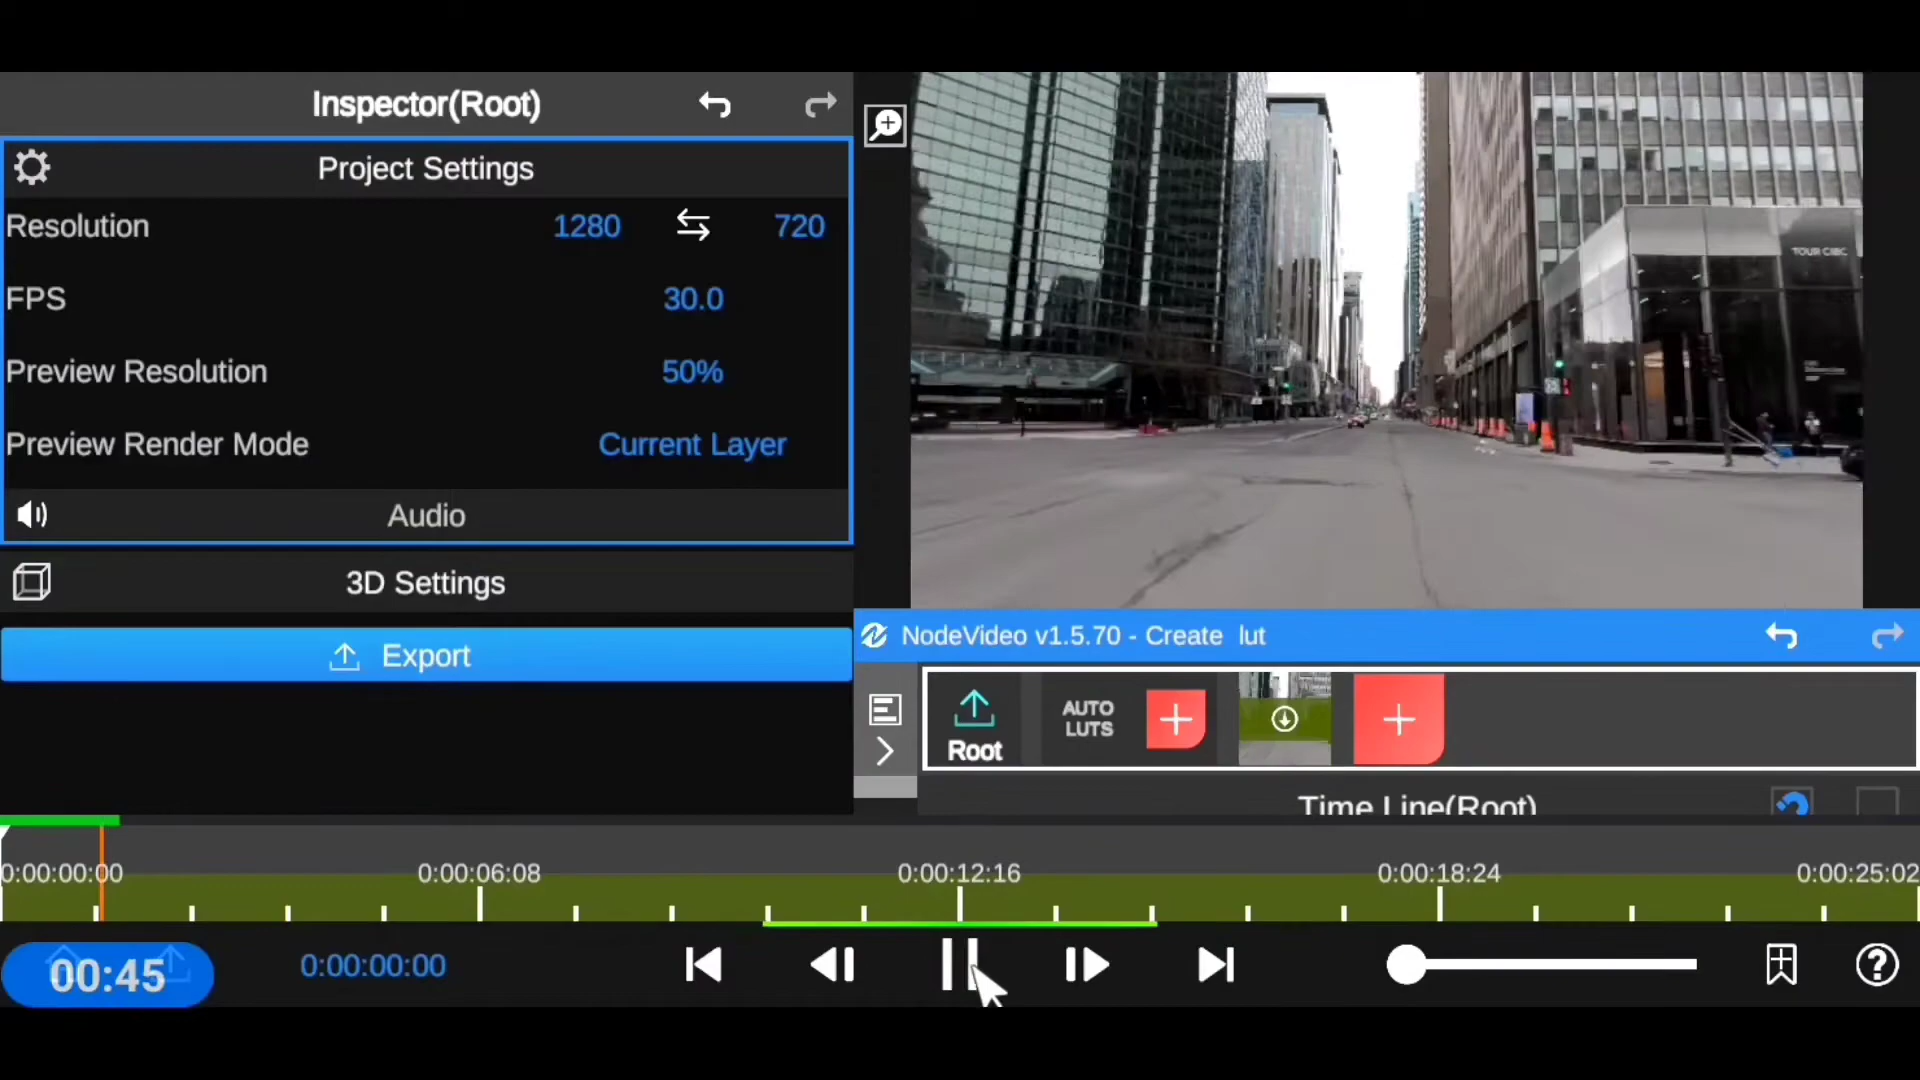 Inspector(Root)
Project Settings
Resolution 1280 720
FPS 30.0
Preview Resolution 50%
Preview Render Mode Current Layer
Audio
3D Settings
Export
TOUR CIBC
NodeVideo v1.5.70 - Create lut
Root
AUTO
LUTS
Time Line(Root)
0:00:00:00 0:00:06:08 0:00:12:16 0:00:18:24 0:00:25:02
00:45 0:00:00:00